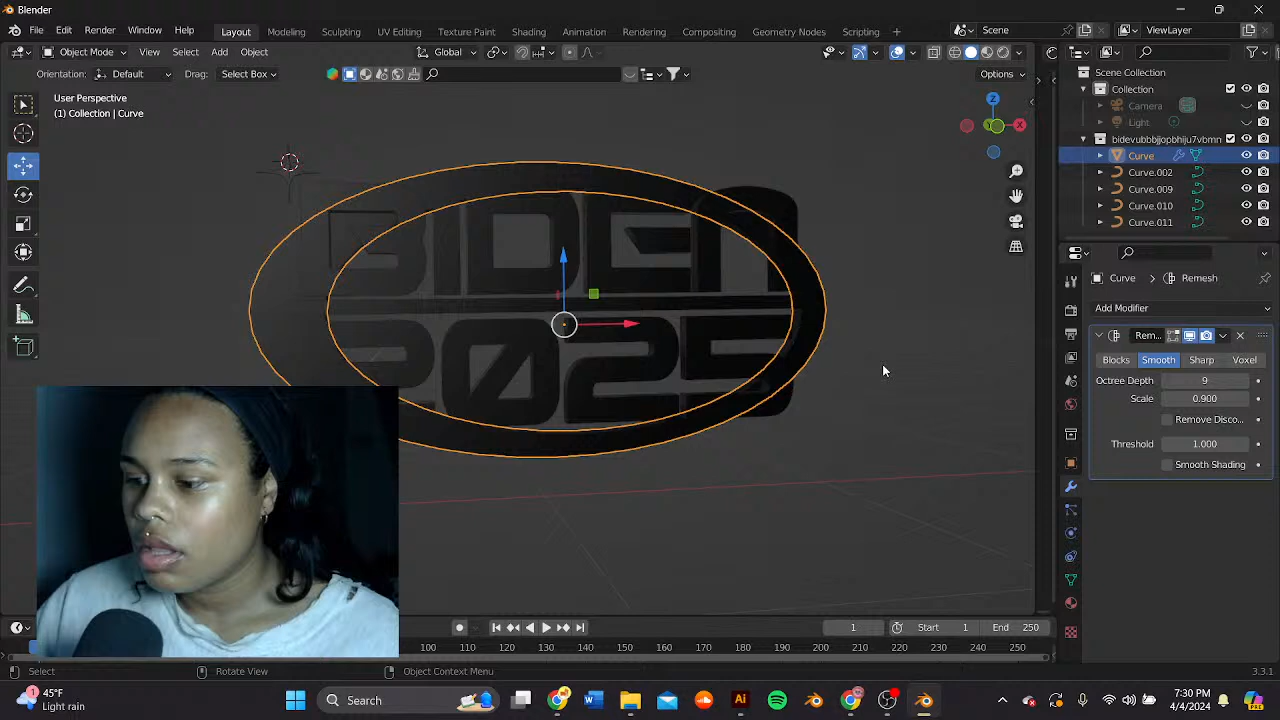 Blender
File Edit Render Window Help
Layout Modeling Sculpting UV Editing Texture Paint Shading Animation Rendering Compositing Geometry Nodes Scripting
Scene
ViewLayer
Object Mode View Select Add Object
Global
Orientation: Default Drag: Select Box
Options
User Perspective
(1) Collection | Curve
Z
X
Y
2025
Scene Collection
Collection
Camera
Light
bidevubbbjjopbhiju7vbmn
Curve
Curve.002
Curve.009
Curve.010
Curve.011
Curve > Remesh
Add Modifier
Rem...
Blocks Smooth Sharp Voxel
Octree Depth 9
Scale 0.900
Remove Disco...
Threshold 1.000
Smooth Shading
1 Start 1 End 250
100 110 120 130 140 150 160 170 180 190 200 210 220 230 240 250
Select Rotate View Object Context Menu
3.3.1
1
45°F
Light rain
Search
Ai
7:30 PM
4/4/2024